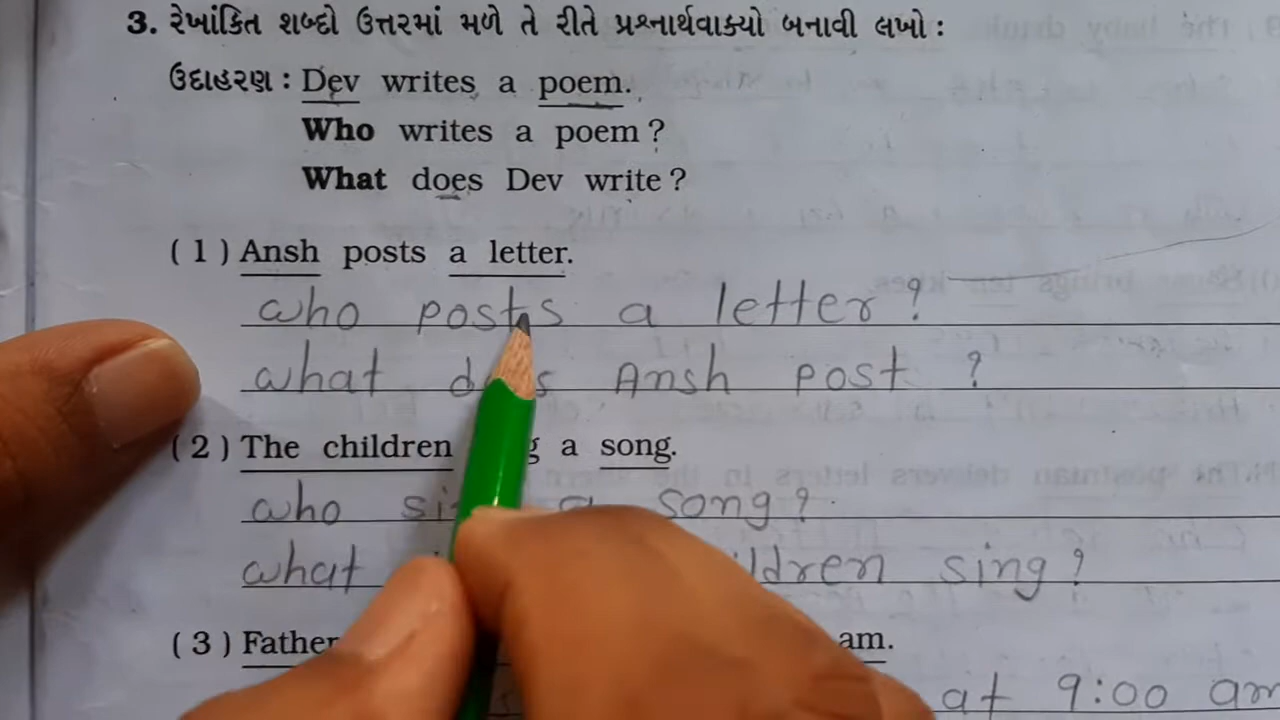 3. રેખાંકિત શબ્દો ઉત્તરમાં મળે તે રીતે પ્રશ્નાર્થવાક્યો બનાવી લખો :
ઉદાહરણ : Dev writes a poem.
Who writes a poem ?
What does Dev write ?
( 1 ) Ansh posts a letter.
who posts a letter ?
what Ansh post ?
( 2 ) The children a song.
who a song ?
what sing ?
( 3 ) Father am.
at 9:00 am